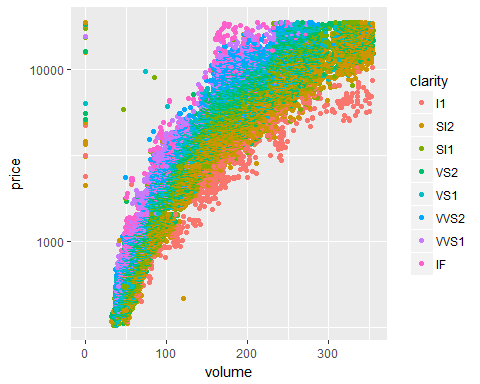 10000
1000
price
0
100
200
300
volume
clarity
I1
SI2
SI1
VS2
VS1
VVS2
VVS1
IF